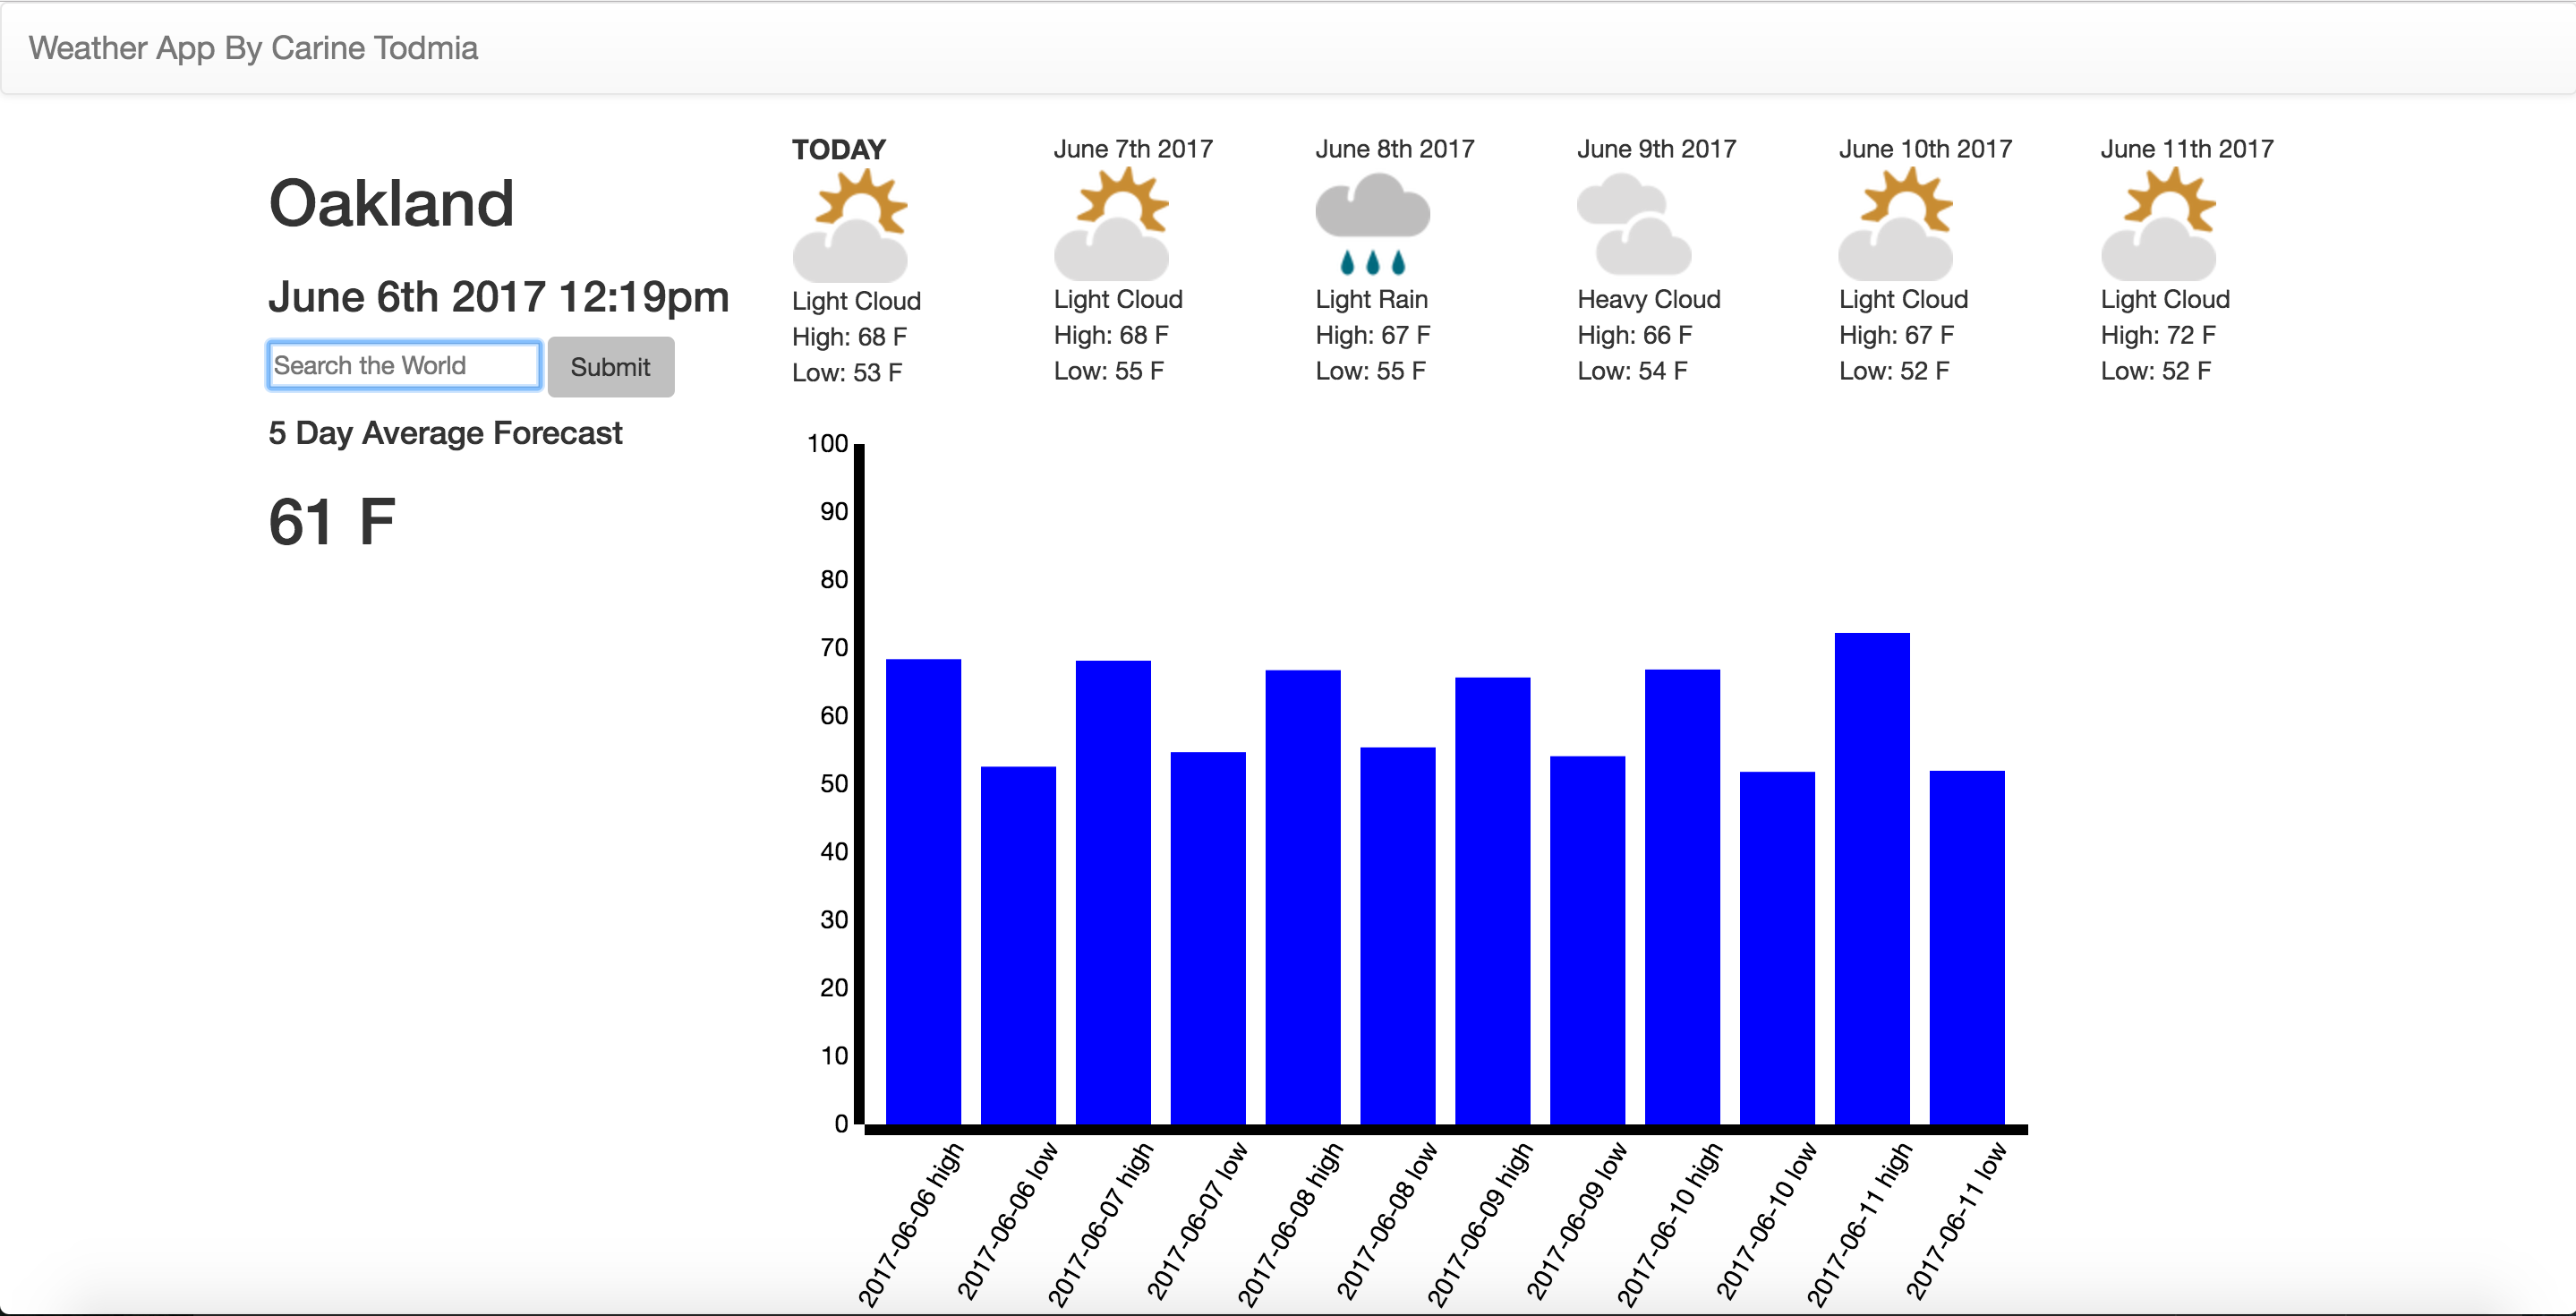 Weather App By Carine Todmia
Oakland
June 6th 2017 12:19pm
Search the World
Submit
5 Day Average Forecast
61 F
TODAY
Light Cloud
High: 68 F
Low: 53 F
June 7th 2017
Light Cloud
High: 68 F
Low: 55 F
June 8th 2017
Light Rain
High: 67 F
Low: 55 F
June 9th 2017
Heavy Cloud
High: 66 F
Low: 54 F
June 10th 2017
Light Cloud
High: 67 F
Low: 52 F
June 11th 2017
Light Cloud
High: 72 F
Low: 52 F
100
90
80
70
60
50
40
30
20
10
0
2017-06-06 high
2017-06-06 low
2017-06-07 high
2017-06-07 low
2017-06-08 high
2017-06-08 low
2017-06-09 high
2017-06-09 low
2017-06-10 high
2017-06-10 low
2017-06-11 high
2017-06-11 low